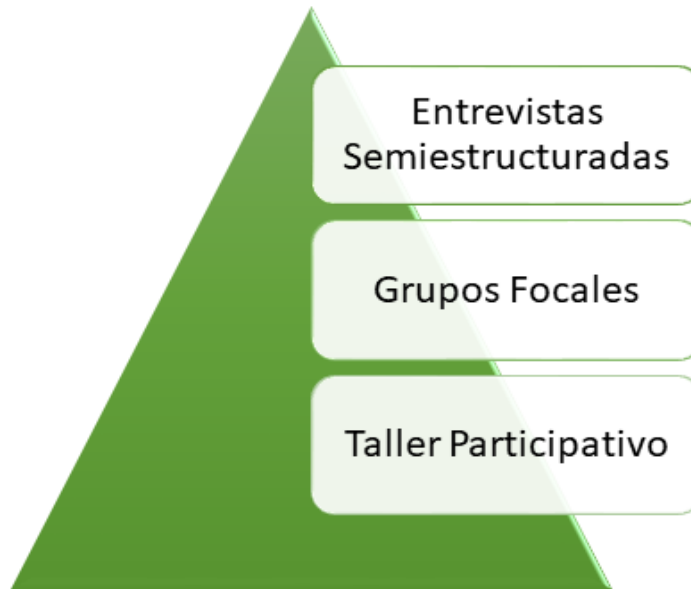 Entrevistas
Semiestructuradas
Grupos Focales
Taller Participativo